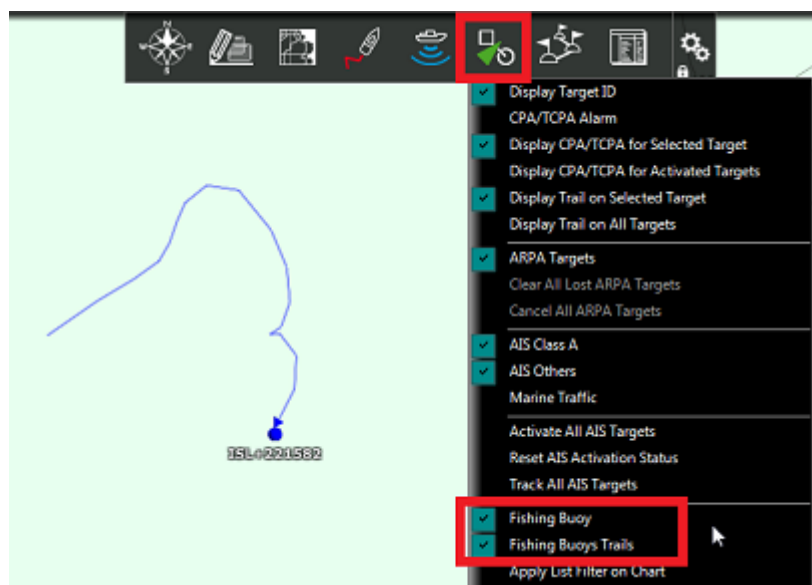 Display Target ID
CPA/TCPA Alarm
Display CPA/TCPA for Selected Target
Display CPA/TCPA for Activated Targets
Display Trail on Selected Target
Display Trail on All Targets
ARPA Targets
Clear All Lost ARPA Targets
Cancel All ARPA Targets
AIS Class A
AIS Others
Marine Traffic
Activate All AIS Targets
Reset AIS Activation Status
Track All AIS Targets
ISL+221582
Fishing Buoy
Fishing Buoys Trails
Apply List Filter on Chart